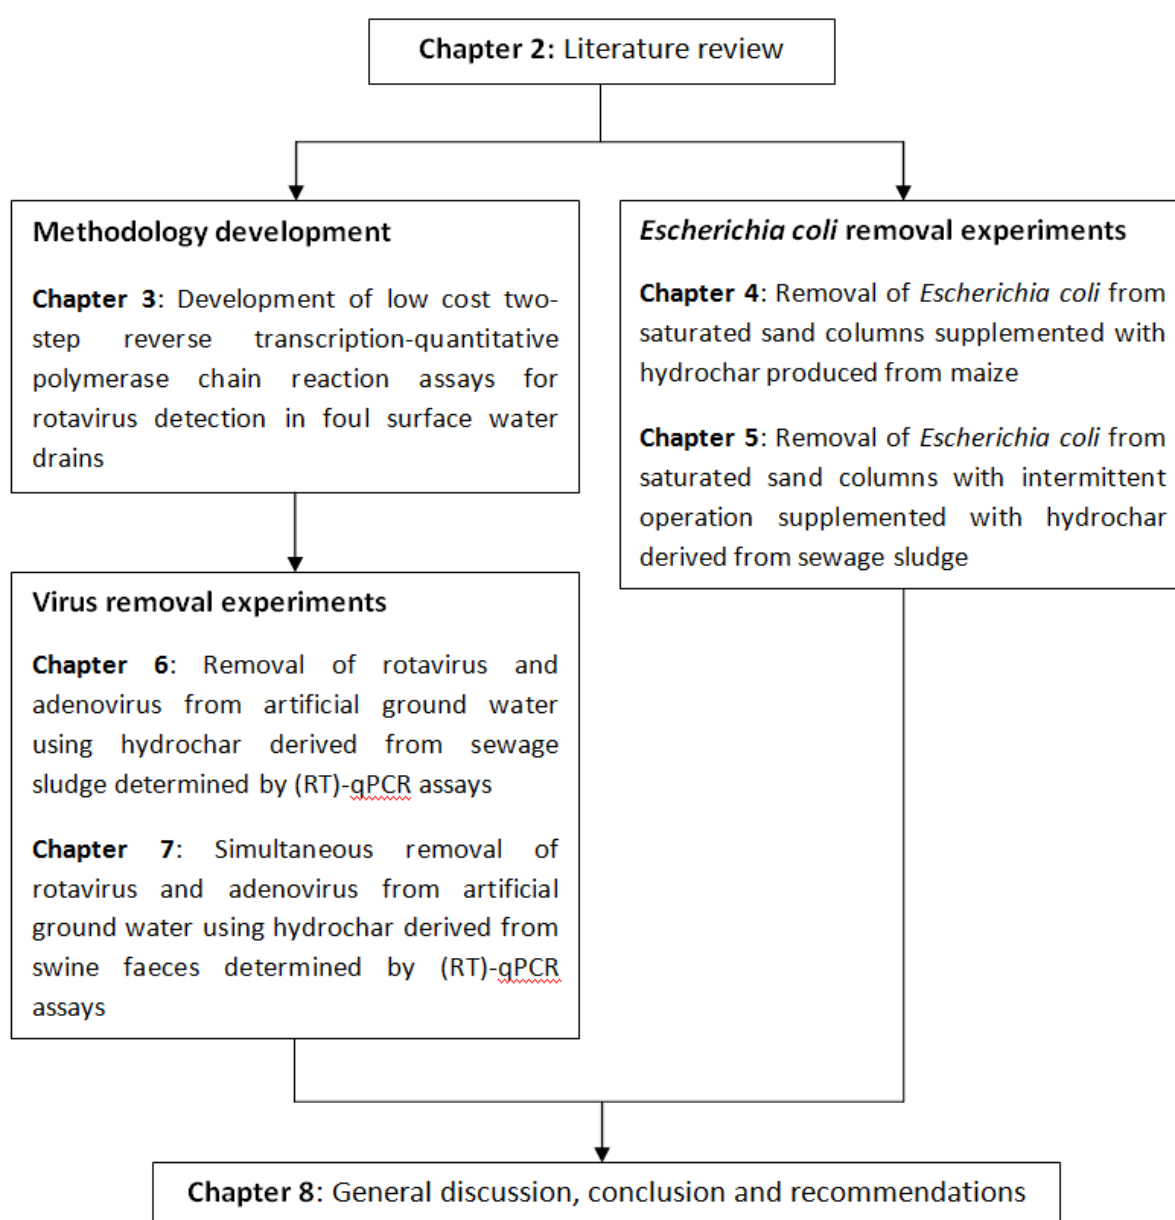 Chapter 2: Literature review
Methodology development
Chapter 3: Development of low cost two-
step reverse transcription-quantitative
polymerase chain reaction assays for
rotavirus detection in foul surface water
drains
Escherichia coli removal experiments
Chapter 4: Removal of Escherichia coli from
saturated sand columns supplemented with
hydrochar produced from maize
Chapter 5: Removal of Escherichia coli from
saturated sand columns with intermittent
operation supplemented with hydrochar
derived from sewage sludge
Virus removal experiments
Chapter 6: Removal of rotavirus and
adenovirus from artificial ground water
using hydrochar derived from sewage
sludge determined by (RT)-qPCR assays
Chapter 7: Simultaneous removal of
rotavirus and adenovirus from artificial
ground water using hydrochar derived from
swine faeces determined by (RT)-qPCR
assays
Chapter 8: General discussion, conclusion and recommendations